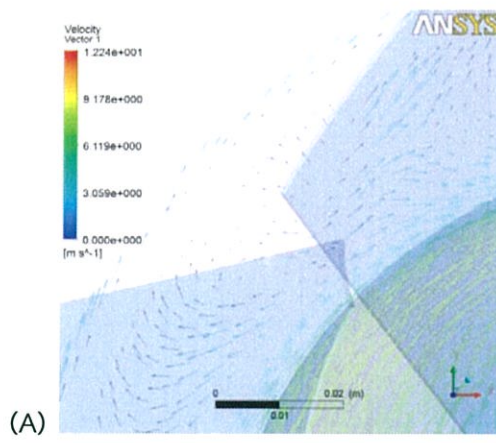 ANSYS
Velocity
Vector 1
1.224e+001
9.178e+000
6.119e+000
3.059e+000
0.000e+000
[m s^-1]
0 0.02 (m)
0.01
(A)